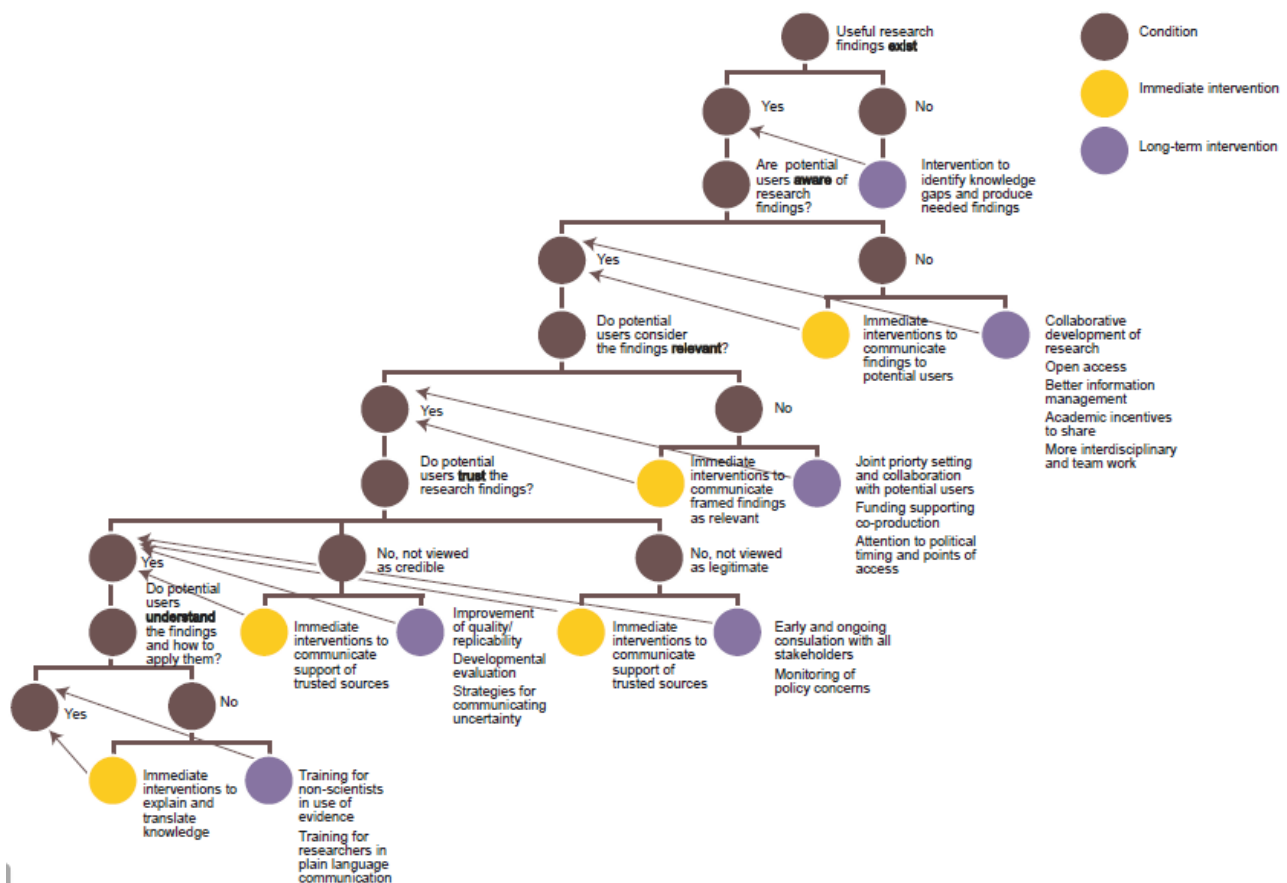 Useful research
findings exist
Condition
Immediate intervention
Long-term intervention
Yes
No
Are potential
users aware of
research
findings?
Intervention to
identify knowledge
gaps and produce
needed findings
Yes
No
Do potential
users consider
the findings relevant?
Immediate
interventions to
communicate
findings to
potential users
Collaborative
development of
research
Open access
Better information
management
Academic incentives
to share
More interdisciplinary
and team work
Yes
No
Do potential
users trust the
research findings?
Immediate
interventions to
communicate
framed findings
as relevant
Joint priorty setting
and collaboration
with potential users
Funding supporting
co-production
Attention to political
timing and points of
access
Yes
No, not viewed
as credible
No, not viewed
as legitimate
Do potential
users
understand
the findings
and how to
apply them?
Immediate
interventions to
communicate
support of
trusted sources
Improvement
of quality/
replicability
Developmental
evaluation
Strategies for
communicating
uncertainty
Immediate
interventions to
communicate
support of
trusted sources
Early and ongoing
consulation with all
stakeholders
Monitoring of
policy concerns
Yes
No
Immediate
interventions to
explain and
translate
knowledge
Training for
non-scientists
in use of
evidence
Training for
researchers in
plain language
communication